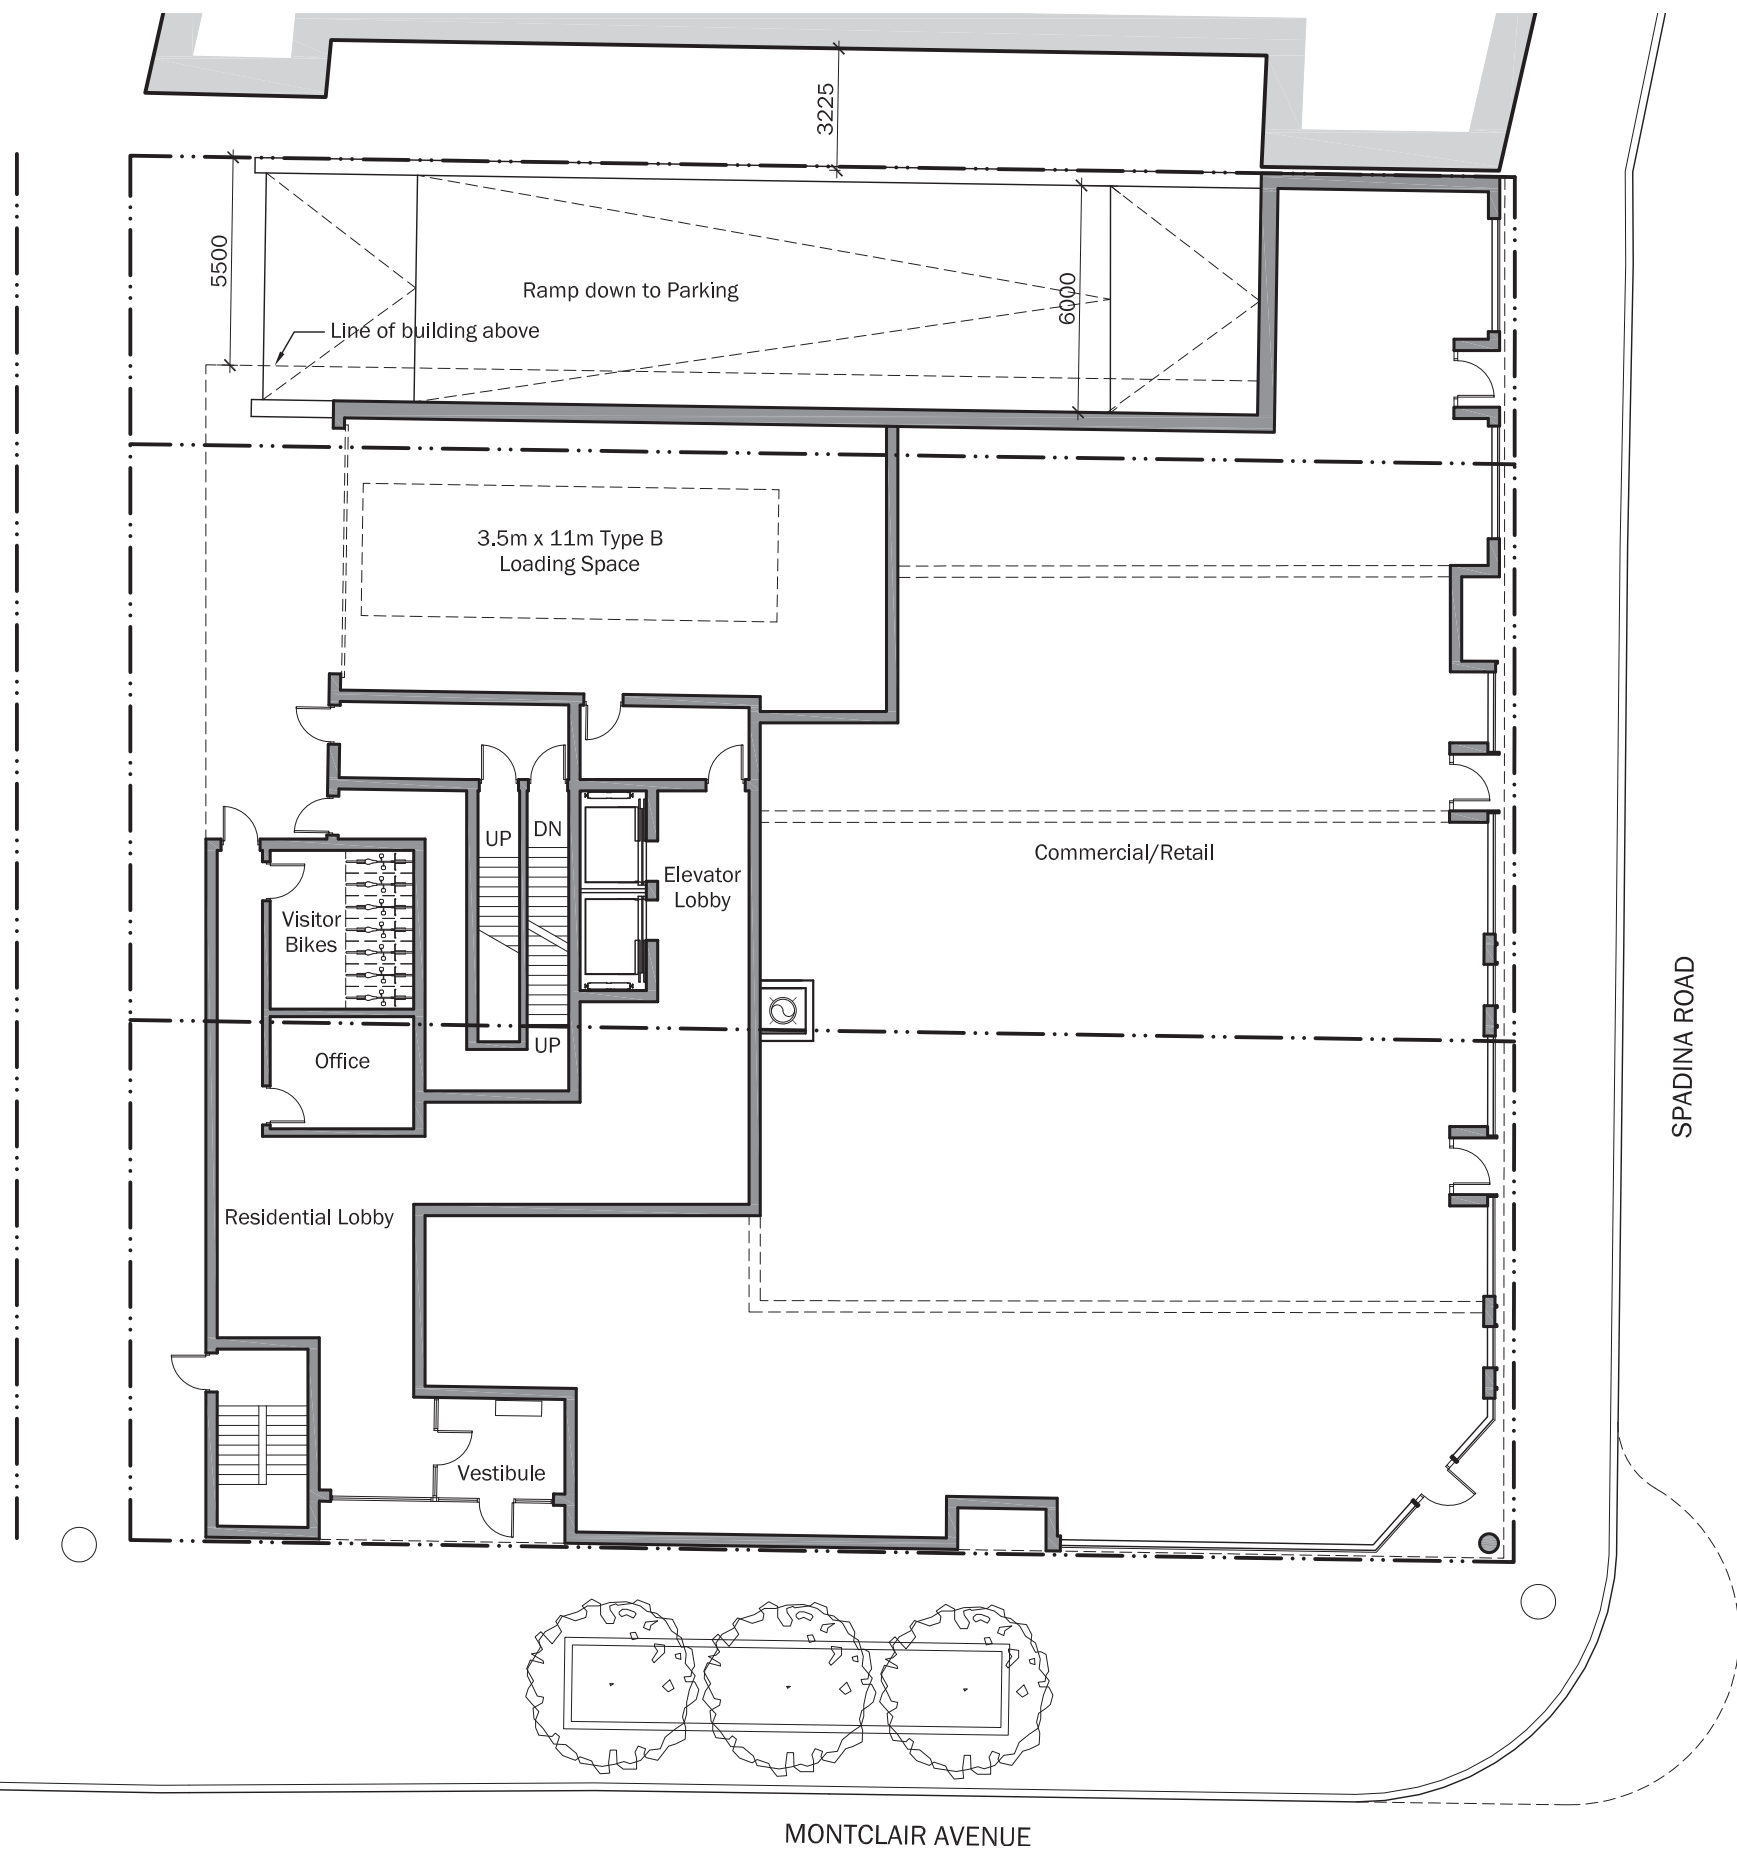 3225
5500
Ramp down to Parking
6000
Line of building above
3.5m x 11m Type B
Loading Space
UP
DN
Commercial/Retail
Elevator
Lobby
Visitor
Bikes
UP
Office
SPADINA ROAD
Residential Lobby
Vestibule
MONTCLAIR AVENUE